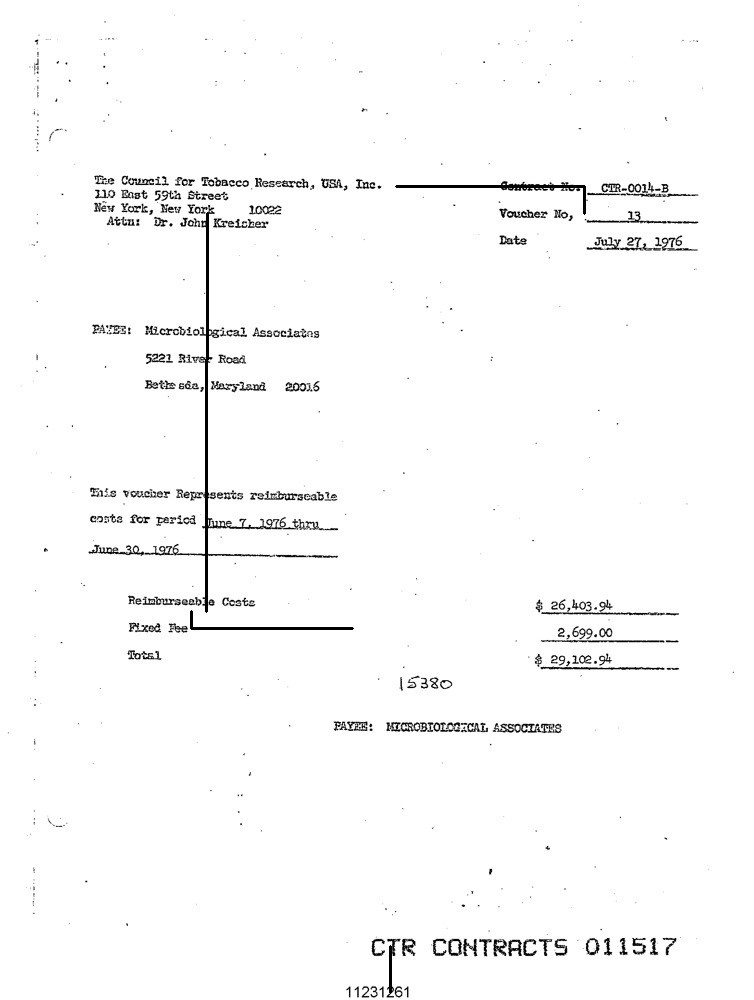 The Council for Tobacco Research, USA, Inc.
110 East 59th Street
New York, New York 10022
Attn: Dr. John Kreisher
Contract No. CTR-0014-B
Voucher No, 13
Date July 27, 1976
PAYEE: Microbiological Associates
5221 River Road
Bethesda, Maryland 20016
This voucher Represents reimburseable
costs for period June 7, 1976 thru
June 30, 1976
Reimburseable Costs $ 26,403.94
Fixed Fee 2,699.00
Total $ 29,102.94
15380
PAYEE: MICROBIOLOGICAL ASSOCIATES
CTR CONTRACTS 011517
11231261